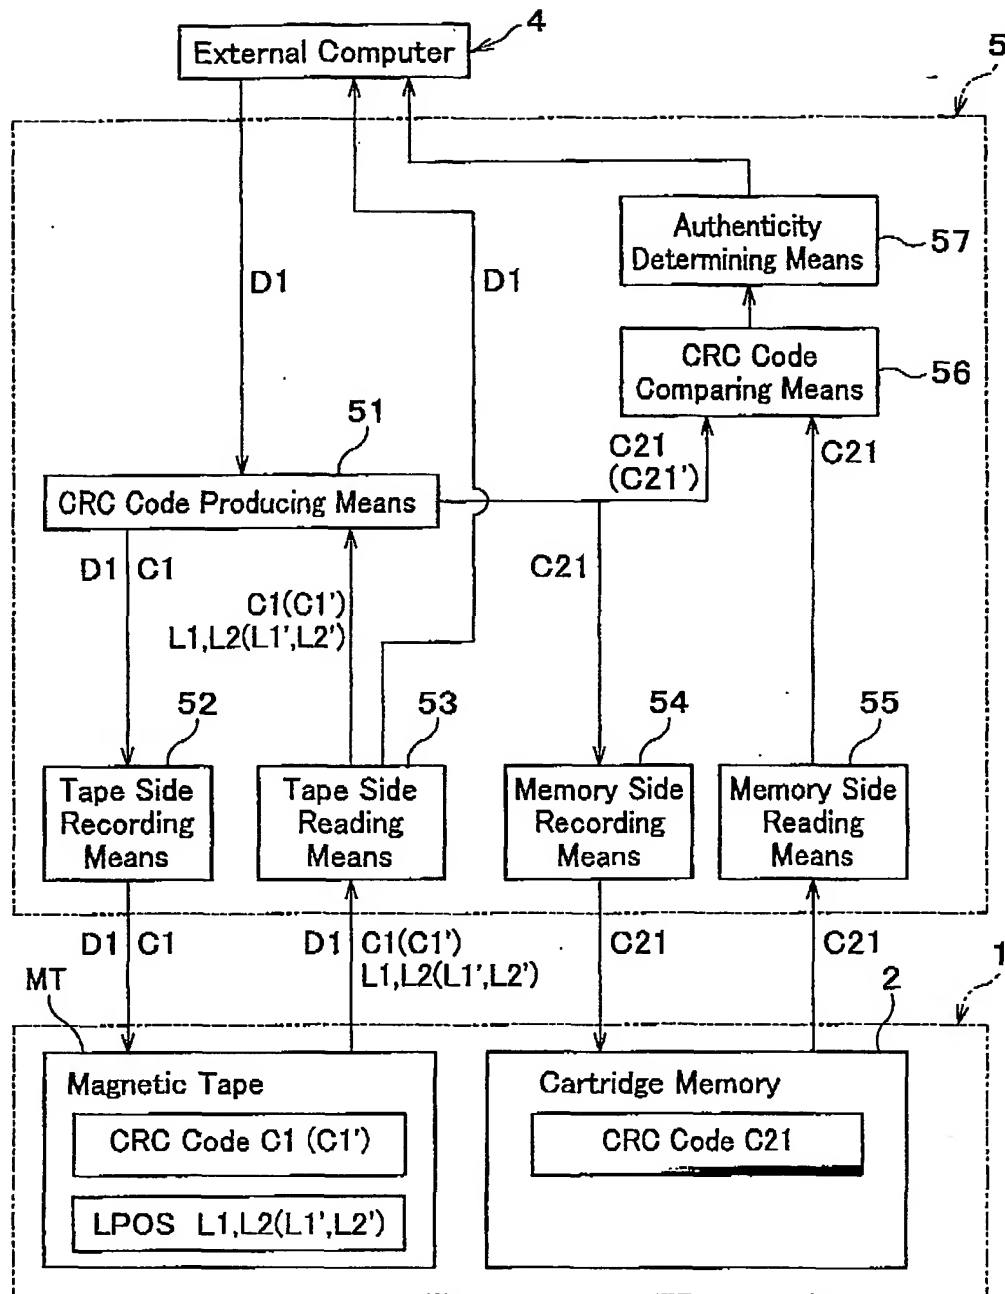 4
External Computer
5
Authenticity
Determining Means
57
D1
D1
CRC Code
Comparing Means
56
51
C21
(C21')
C21
CRC Code Producing Means
D1
C1
C21
C1(C1')
L1,L2(L1',L2')
52
53
54
55
Tape Side
Recording
Means
Tape Side
Reading
Means
Memory Side
Recording
Means
Memory Side
Reading
Means
D1
C1
D1
C1(C1')
L1,L2(L1',L2')
C21
C21
1
MT
2
Magnetic Tape
CRC Code C1 (C1')
LPOS L1,L2(L1',L2')
Cartridge Memory
CRC Code C21